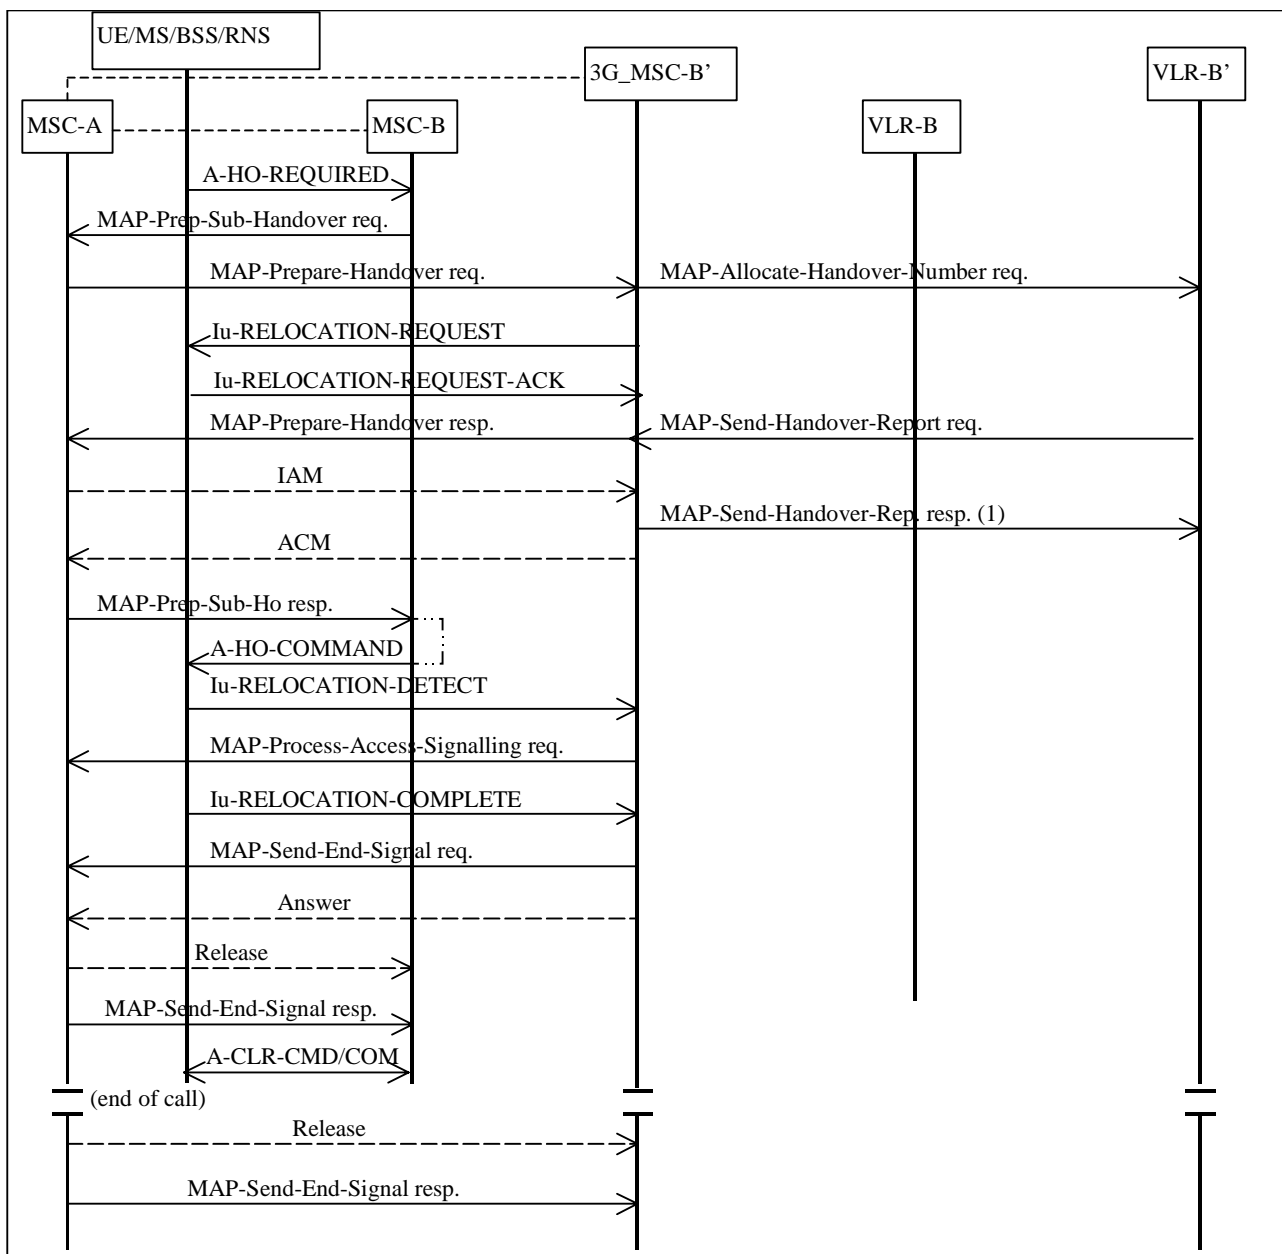 UE/MS/BSS/RNS
3G_MSC-B’
VLR-B’
MSC-A
MSC-B
VLR-B
A-HO-REQUIRED
MAP-Prep-Sub-Handover req.
MAP-Prepare-Handover req.
MAP-Allocate-Handover-Number req.
Iu-RELOCATION-REQUEST
Iu-RELOCATION-REQUEST-ACK
MAP-Prepare-Handover resp.
MAP-Send-Handover-Report req.
IAM
MAP-Send-Handover-Rep. resp. (1)
ACM
MAP-Prep-Sub-Ho resp.
A-HO-COMMAND
Iu-RELOCATION-DETECT
MAP-Process-Access-Signalling req.
Iu-RELOCATION-COMPLETE
MAP-Send-End-Signal req.
Answer
Release
MAP-Send-End-Signal resp.
A-CLR-CMD/COM
(end of call)
Release
MAP-Send-End-Signal resp.